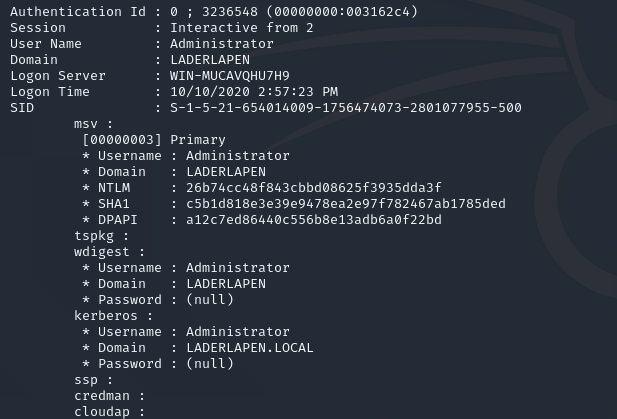 Authentication Id : 0 ; 3236548 (00000000:003162c4)
Session           : Interactive from 2
User Name         : Administrator
Domain            : LADERLAPEN
Logon Server      : WIN-MUCAVQHU7H9
Logon Time        : 10/10/2020 2:57:23 PM
SID               : S-1-5-21-654014009-1756474073-2801077955-500
        msv :
         [00000003] Primary
         * Username : Administrator
         * Domain   : LADERLAPEN
         * NTLM     : 26b74cc48f843cbbd08625f3935dda3f
         * SHA1     : c5b1d818e3e39e9478ea2e97f782467ab1785ded
         * DPAPI    : a12c7ed86440c556b8e13adb6a0f22bd
        tspkg :
        wdigest :
         * Username : Administrator
         * Domain   : LADERLAPEN
         * Password : (null)
        kerberos :
         * Username : Administrator
         * Domain   : LADERLAPEN.LOCAL
         * Password : (null)
        ssp :
        credman :
        cloudap :